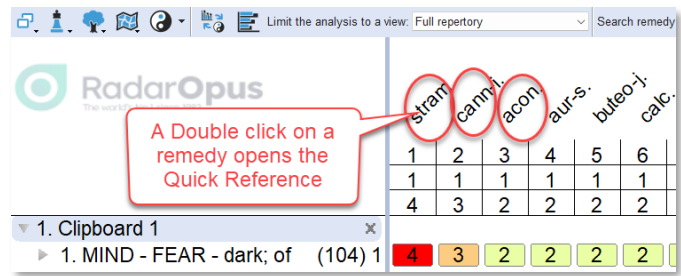 Limit the analysis to a view: Full repertory Search remedy
RadarOpus
A Double click on a
remedy opens the
Quick Reference
stram. cann-i. acon. aur-s. buteo-j. calc.
1 2 3 4 5 6
1 1 1 1 1 1
4 3 2 2 2 2
1. Clipboard 1 x
1. MIND - FEAR - dark; of (104) 1 4 3 2 2 2 2